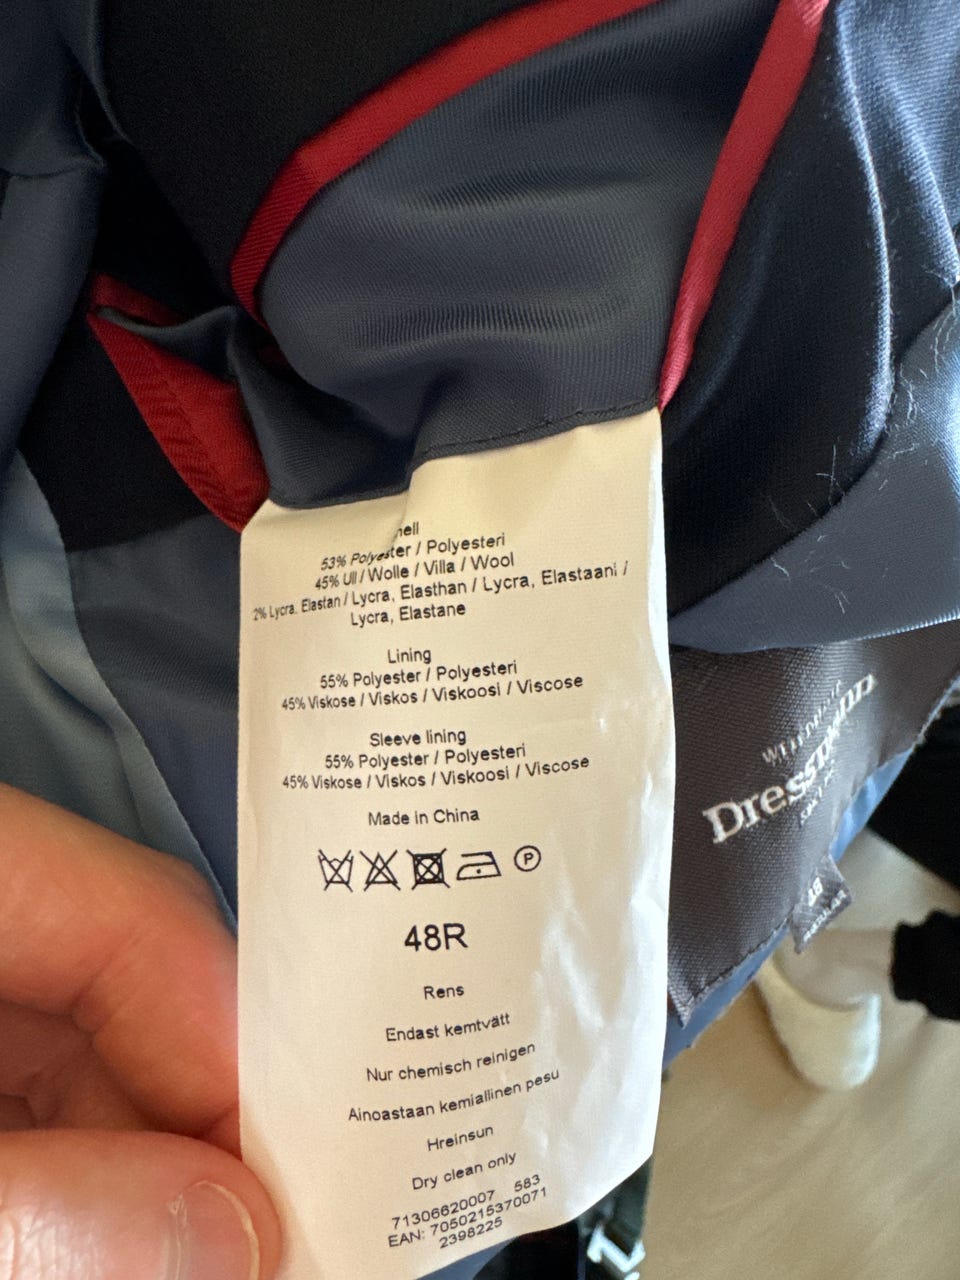 53% Polyester / Polyesteri
45% Ull / Wolle / Villa / Wool
2% Lycra, Elastan / Lycra, Elasthan / Lycra, Elastaani /
Lycra, Elastane
Lining
55% Polyester / Polyesteri
45% Viskose / Viskos / Viskoosi / Viscose
Sleeve lining
55% Polyester / Polyesteri
45% Viskose / Viskos / Viskoosi / Viscose
Made in China
P
48R
Rens
Endast kemtvätt
Nur chemisch reinigen
Ainoastaan kemiallinen pesu
Hreinsun
Dry clean only
71306620007 583
EAN: 7050215370071
2398225
Dressmann
48